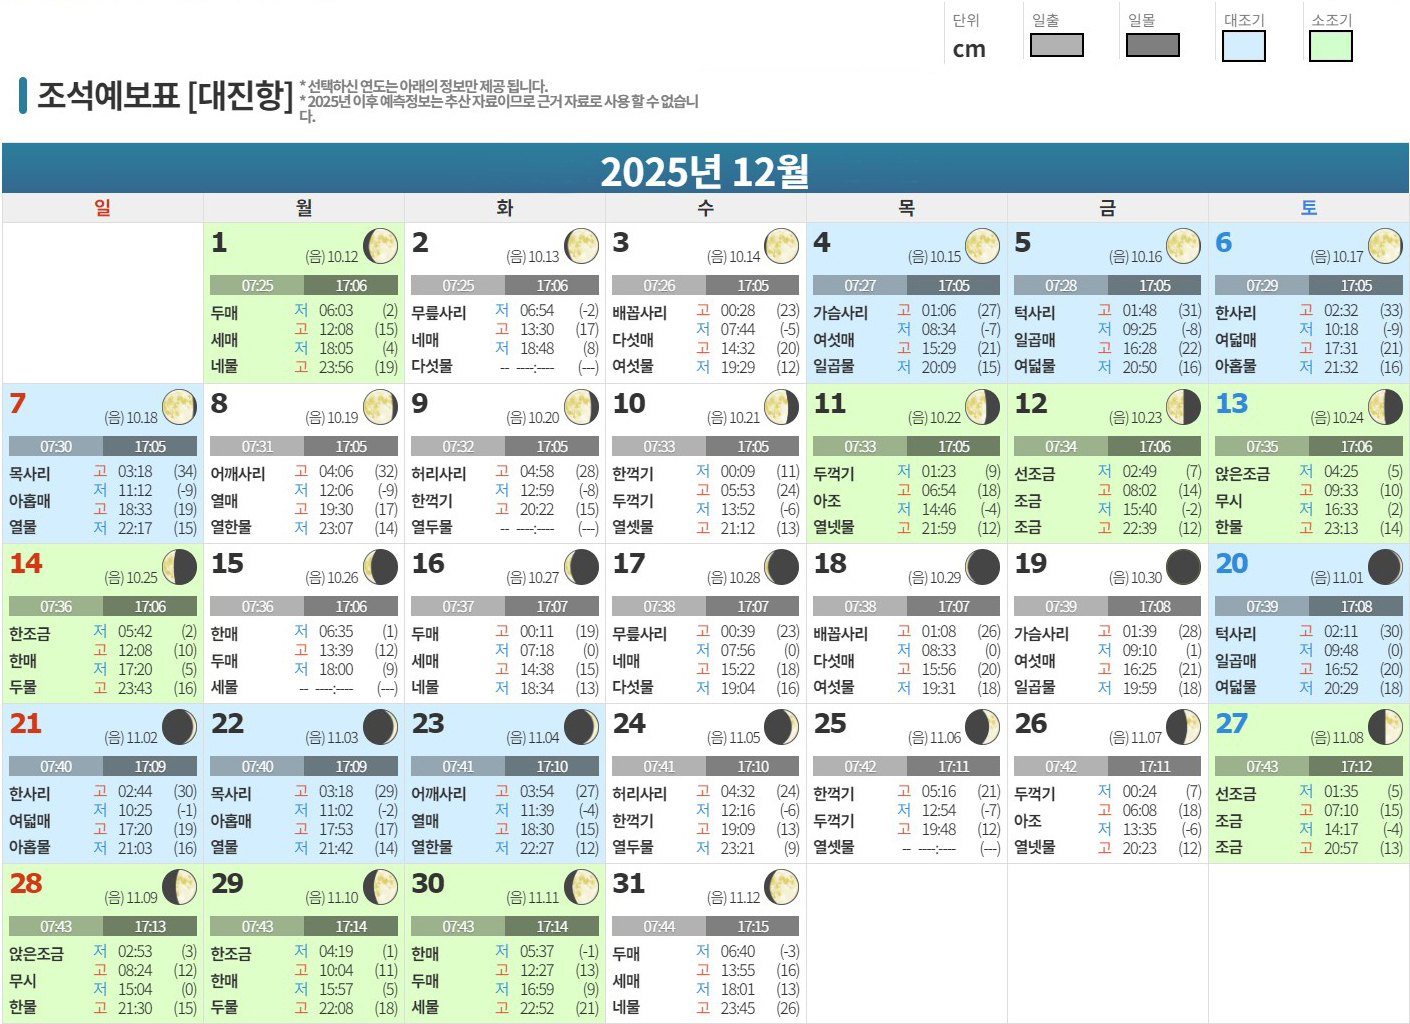 단위 일출 일몰 대조기 소조기
cm
조석예보표 [대진항]
* 선택하신 연도는 아래의 정보만 제공 됩니다.
* 2025년 이후 예측정보는 추산 자료이므로 근거 자료로 사용 할 수 없습니
다.
2025년 12월
일 월 화 수 목 금 토
1 (음) 10.12
07:25 17:06
두매 세매 네물
저 06:03 (2)
고 12:08 (15)
저 18:05 (4)
고 23:56 (19)
2 (음) 10.13
07:25 17:06
무릎사리 네매 다섯물
저 06:54 (-2)
고 13:30 (17)
저 18:48 (8)
-- ----:---- (---)
3 (음) 10.14
07:26 17:05
배꼽사리 다섯매 여섯물
고 00:28 (23)
저 07:44 (-5)
고 14:32 (20)
저 19:29 (12)
4 (음) 10.15
07:27 17:05
가슴사리 여섯매 일곱물
고 01:06 (27)
저 08:34 (-7)
고 15:29 (21)
저 20:09 (15)
5 (음) 10.16
07:28 17:05
턱사리 일곱매 여덟물
고 01:48 (31)
저 09:25 (-8)
고 16:28 (22)
저 20:50 (16)
6 (음) 10.17
07:29 17:05
한사리 여덟매 아홉물
고 02:32 (33)
저 10:18 (-9)
고 17:31 (21)
저 21:32 (16)
7 (음) 10.18
07:30 17:05
목사리 아홉매 열물
고 03:18 (34)
저 11:12 (-9)
고 18:33 (19)
저 22:17 (15)
8 (음) 10.19
07:31 17:05
어깨사리 열매 열한물
고 04:06 (32)
저 12:06 (-9)
고 19:30 (17)
저 23:07 (14)
9 (음) 10.20
07:32 17:05
허리사리 한꺽기 열두물
고 04:58 (28)
저 12:59 (-8)
고 20:22 (15)
-- ----:---- (---)
10 (음) 10.21
07:33 17:05
한꺽기 두꺽기 열셋물
저 00:09 (11)
고 05:53 (24)
저 13:52 (-6)
고 21:12 (13)
11 (음) 10.22
07:33 17:05
두꺽기 아조 열넷물
저 01:23 (9)
고 06:54 (18)
저 14:46 (-4)
고 21:59 (12)
12 (음) 10.23
07:34 17:06
선조금 조금 조금
저 02:49 (7)
고 08:02 (14)
저 15:40 (-2)
고 22:39 (12)
13 (음) 10.24
07:35 17:06
앉은조금 무시 한물
저 04:25 (5)
고 09:33 (10)
저 16:33 (2)
고 23:13 (14)
14 (음) 10.25
07:36 17:06
한조금 한매 두물
저 05:42 (2)
고 12:08 (10)
저 17:20 (5)
고 23:43 (16)
15 (음) 10.26
07:36 17:06
한매 두매 세물
저 06:35 (1)
고 13:39 (12)
저 18:00 (9)
-- ----:---- (---)
16 (음) 10.27
07:37 17:07
두매 세매 네물
고 00:11 (19)
저 07:18 (0)
고 14:38 (15)
저 18:34 (13)
17 (음) 10.28
07:38 17:07
무릎사리 네매 다섯물
고 00:39 (23)
저 07:56 (0)
고 15:22 (18)
저 19:04 (16)
18 (음) 10.29
07:38 17:07
배꼽사리 다섯매 여섯물
고 01:08 (26)
저 08:33 (0)
고 15:56 (20)
저 19:31 (18)
19 (음) 10.30
07:39 17:08
가슴사리 여섯매 일곱물
고 01:39 (28)
저 09:10 (1)
고 16:25 (21)
저 19:59 (18)
20 (음) 11.01
07:39 17:08
턱사리 일곱매 여덟물
고 02:11 (30)
저 09:48 (0)
고 16:52 (20)
저 20:29 (18)
21 (음) 11.02
07:40 17:09
한사리 여덟매 아홉물
고 02:44 (30)
저 10:25 (-1)
고 17:20 (19)
저 21:03 (16)
22 (음) 11.03
07:40 17:09
목사리 아홉매 열물
고 03:18 (29)
저 11:02 (-2)
고 17:53 (17)
저 21:42 (14)
23 (음) 11.04
07:41 17:10
어깨사리 열매 열한물
고 03:54 (27)
저 11:39 (-4)
고 18:30 (15)
저 22:27 (12)
24 (음) 11.05
07:41 17:10
허리사리 한꺽기 열두물
고 04:32 (24)
저 12:16 (-6)
고 19:09 (13)
저 23:21 (9)
25 (음) 11.06
07:42 17:11
한꺽기 두꺽기 열셋물
고 05:16 (21)
저 12:54 (-7)
고 19:48 (12)
-- ----:---- (---)
26 (음) 11.07
07:42 17:11
두꺽기 아조 열넷물
저 00:24 (7)
고 06:08 (18)
저 13:35 (-6)
고 20:23 (12)
27 (음) 11.08
07:43 17:12
선조금 조금 조금
저 01:35 (5)
고 07:10 (15)
저 14:17 (-4)
고 20:57 (13)
28 (음) 11.09
07:43 17:13
앉은조금 무시 한물
저 02:53 (3)
고 08:24 (12)
저 15:04 (0)
고 21:30 (15)
29 (음) 11.10
07:43 17:14
한조금 한매 두물
저 04:19 (1)
고 10:04 (11)
저 15:57 (5)
고 22:08 (18)
30 (음) 11.11
07:43 17:14
한매 두매 세물
저 05:37 (-1)
고 12:27 (13)
저 16:59 (9)
고 22:52 (21)
31 (음) 11.12
07:44 17:15
두매 세매 네물
저 06:40 (-3)
고 13:55 (16)
저 18:01 (13)
고 23:45 (26)